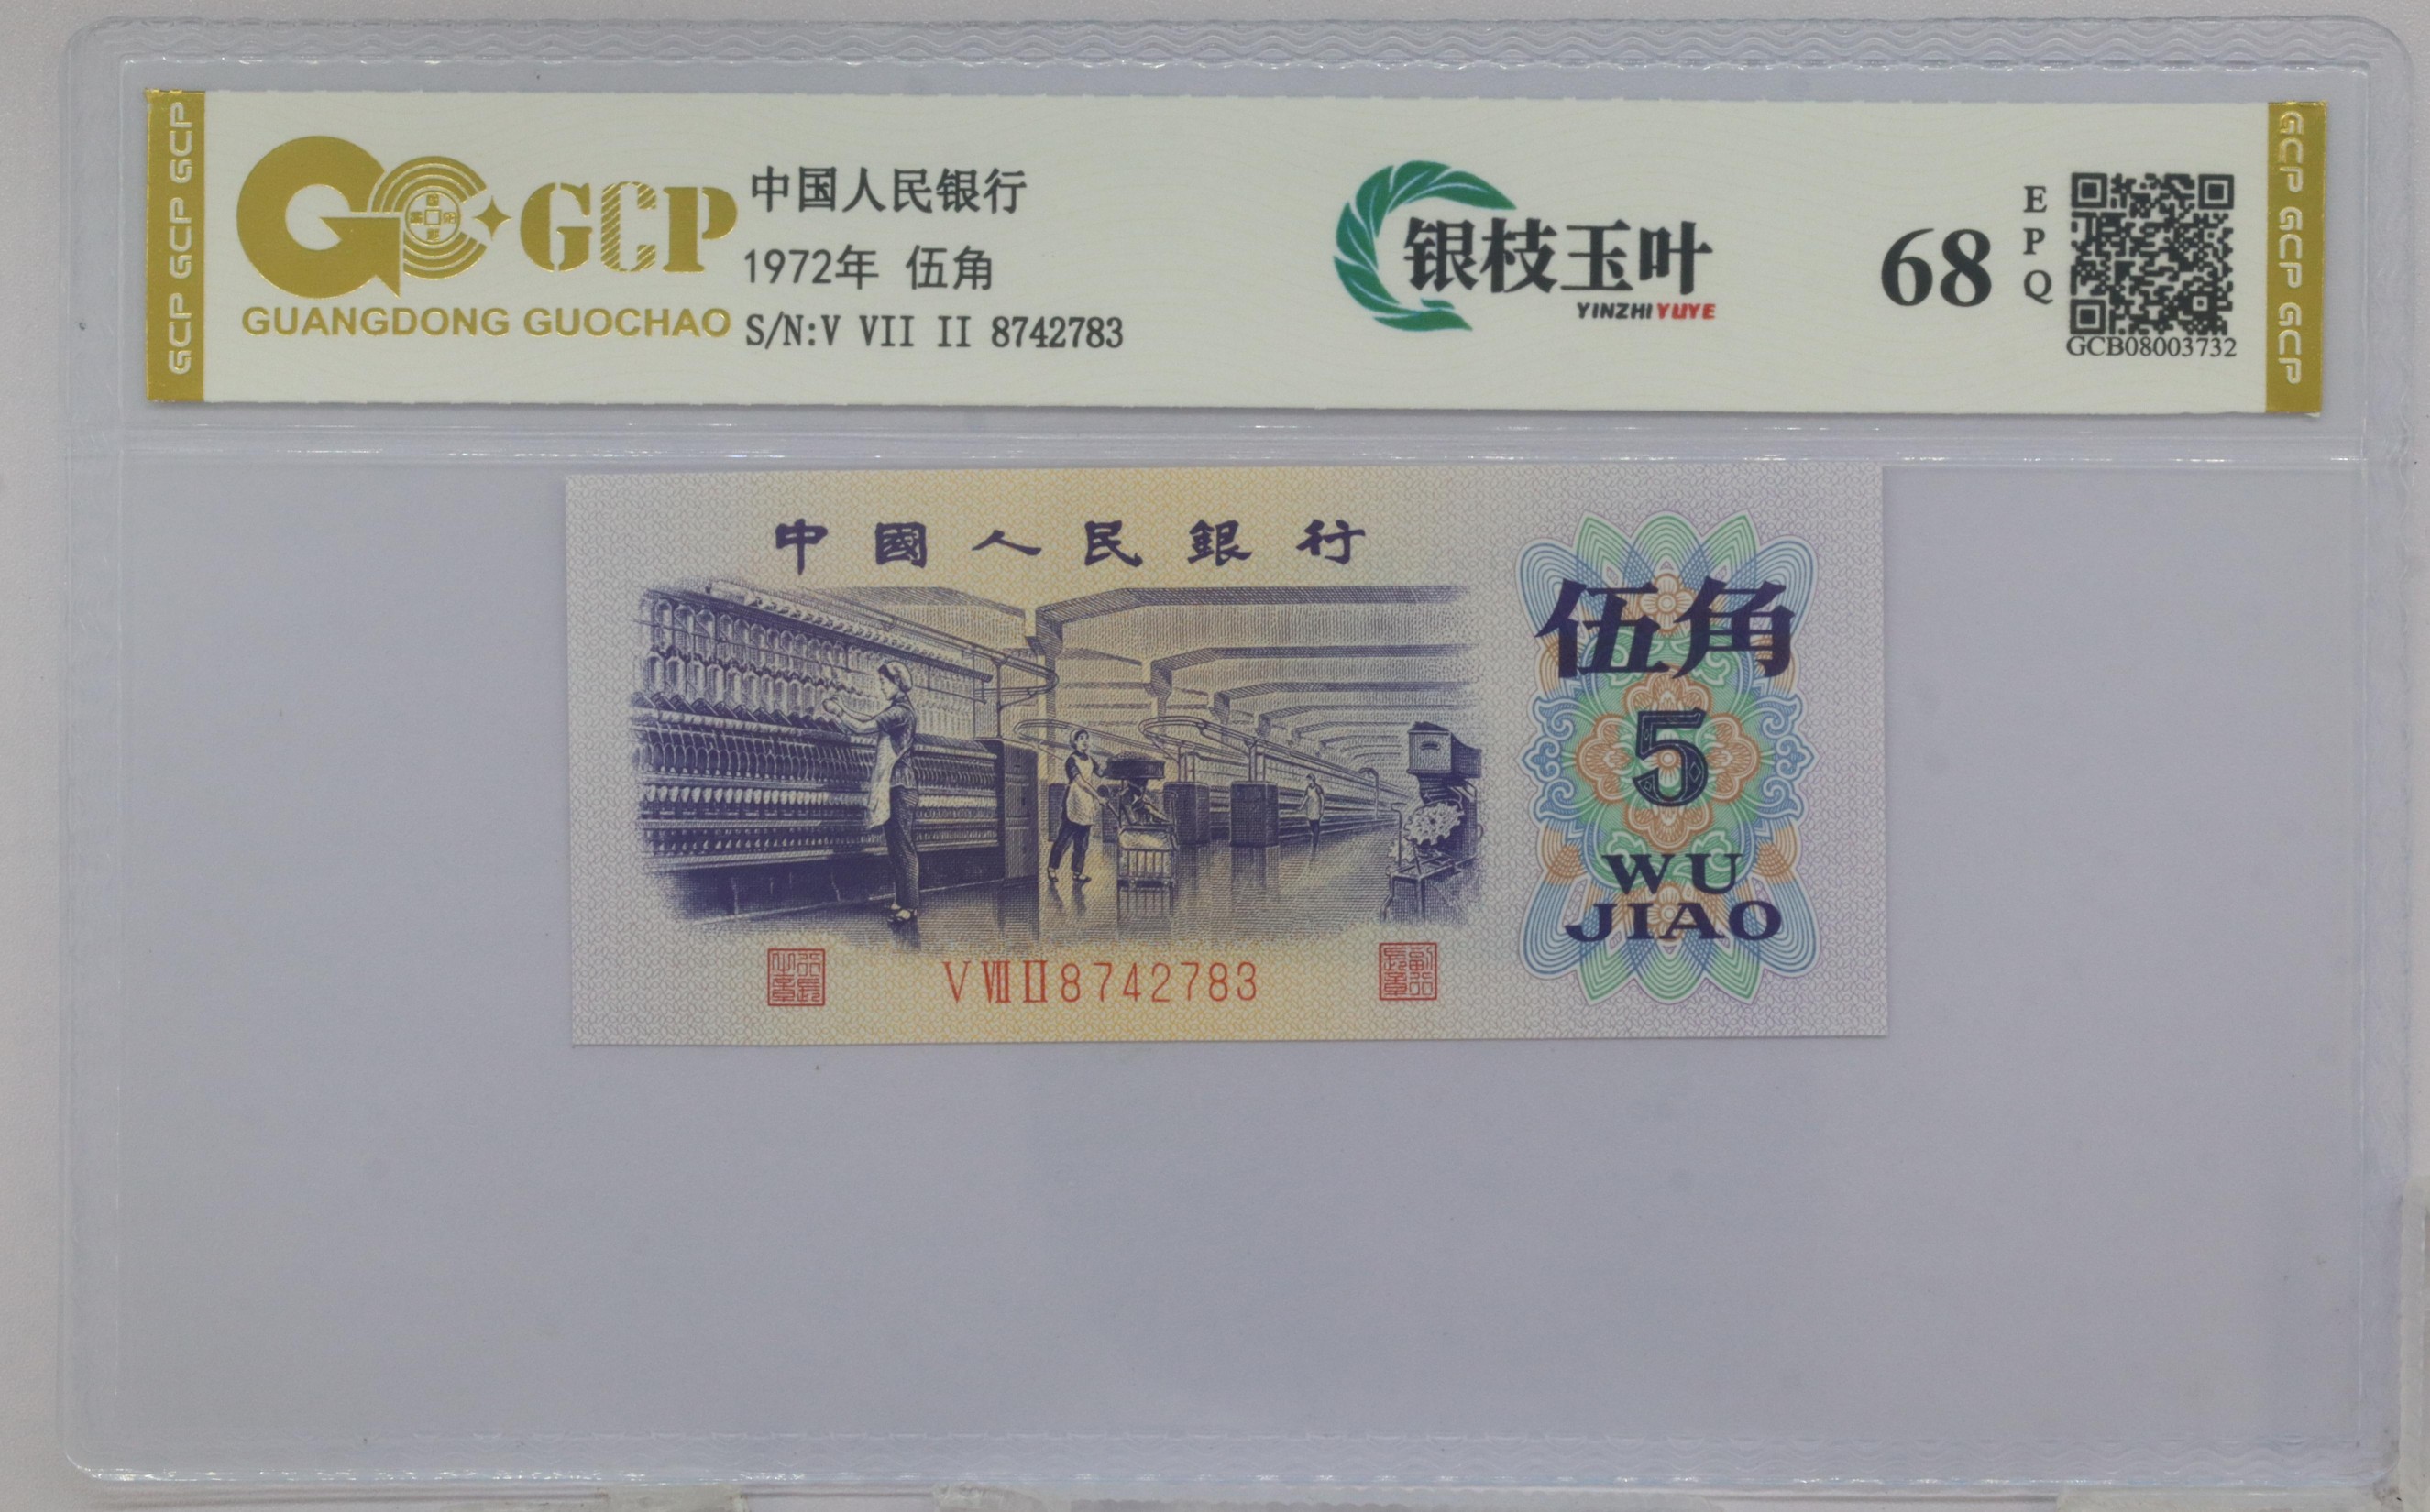 GCP GCP GCP
GCP
GUANGDONG GUOCHAO
中国人民银行
1972年 伍角
S/N:V VII II 8742783
银枝玉叶
YINZHI YUYE
68
EPQ
GCB08003732
GCP GCP GCP
中國人民銀行
伍角
5
WU
JIAO
V VII II 8742783